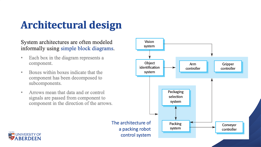 Architectural design
System architectures are often modeled
informally using simple block diagrams.
• Each box in the diagram represents a
component.
• Boxes within boxes indicate that the
component has been decomposed to
subcomponents.
• Arrows mean that data and or control
signals are passed from component to
component in the direction of the arrows.
Vision
system
Object
identification
system
Arm
controller
Gripper
controller
Packaging
selection
system
Packing
system
Conveyor
controller
The architecture of
a packing robot
control system
UNIVERSITY OF
ABERDEEN